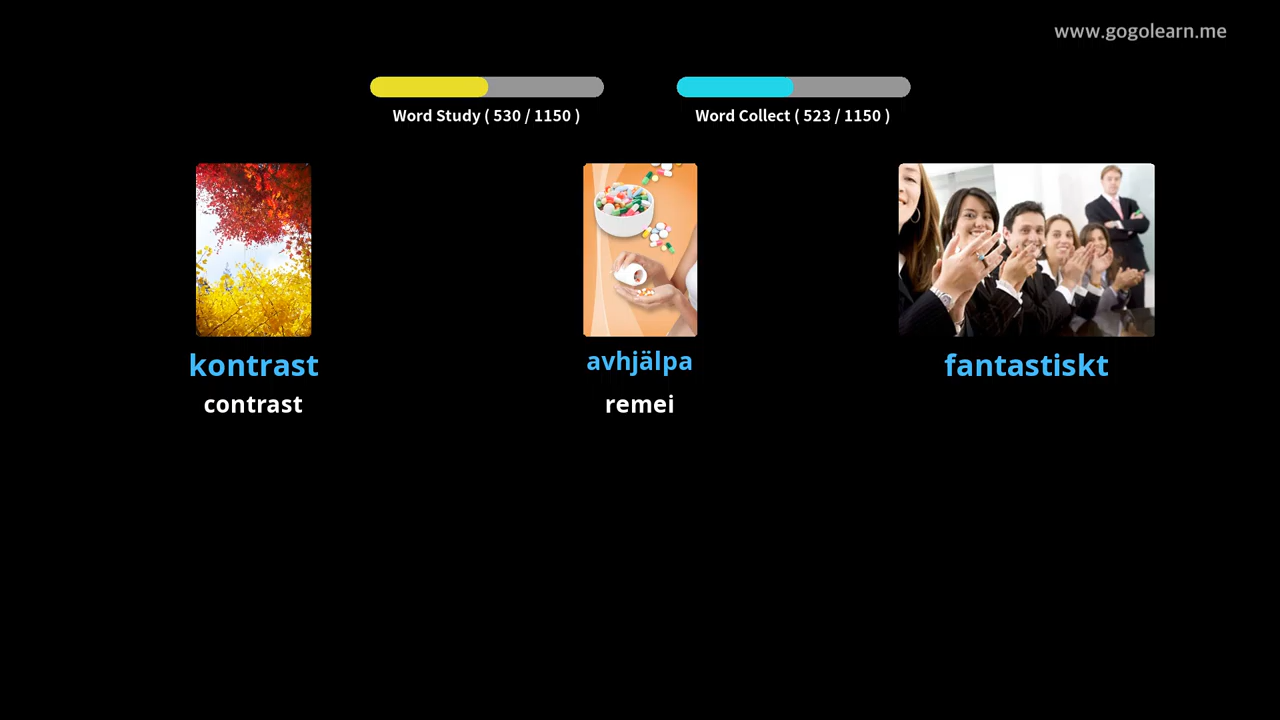 www.gogolearn.me
Word Study ( 530 / 1150 )
Word Collect ( 523 / 1150 )
kontrast
avhjälpa
fantastiskt
contrast
remei